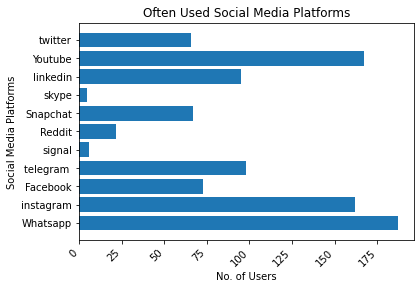 Often Used Social Media Platforms
Social Media Platforms
twitter
Youtube
linkedin
skype
Snapchat
Reddit
signal
telegram
Facebook
instagram
Whatsapp
0
25
50
75
100
125
150
175
No. of Users